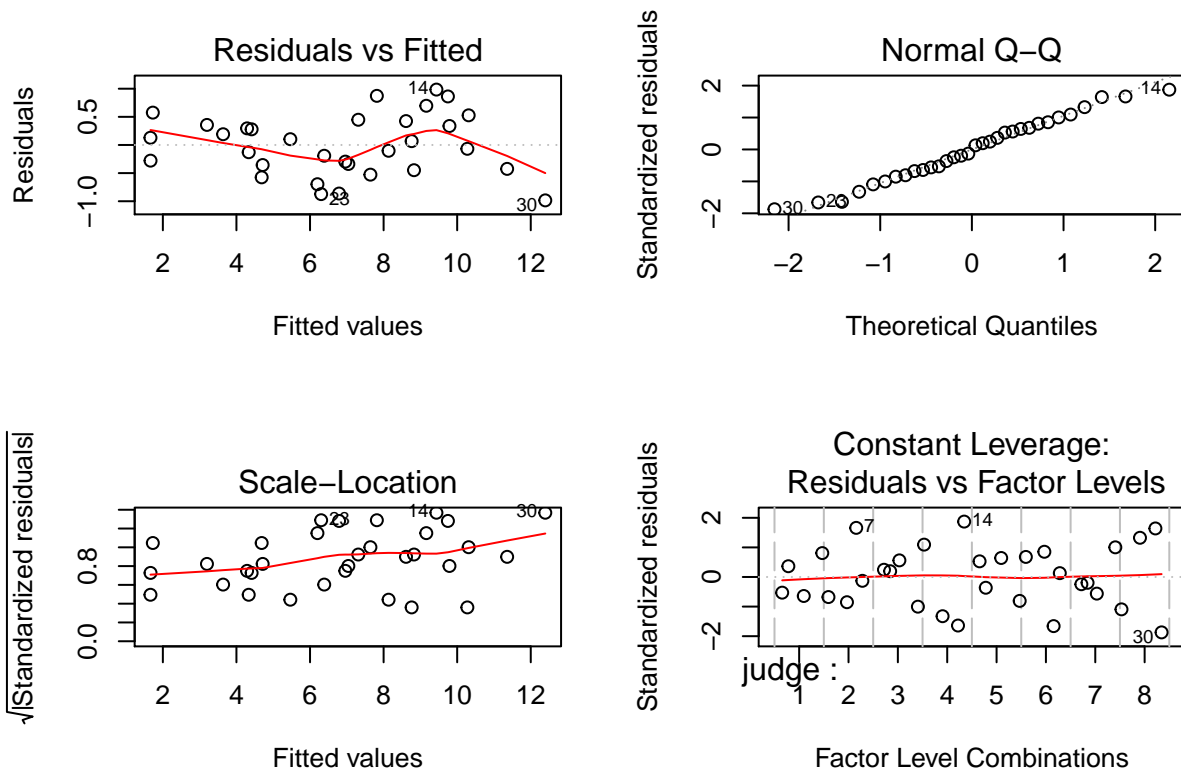 Residuals vs Fitted
Residuals
0.5
−1.0
14
23
30
2 4 6 8 10 12
Fitted values
Normal Q−Q
Standardized residuals
2
0
−2
14
23
30
−2 −1 0 1 2
Theoretical Quantiles
Scale−Location
√|Standardized residuals|
0.8
0.0
23
14
30
2 4 6 8 10 12
Fitted values
Constant Leverage:
Residuals vs Factor Levels
Standardized residuals
2
0
−2
7
14
30
judge :
1 2 3 4 5 6 7 8
Factor Level Combinations